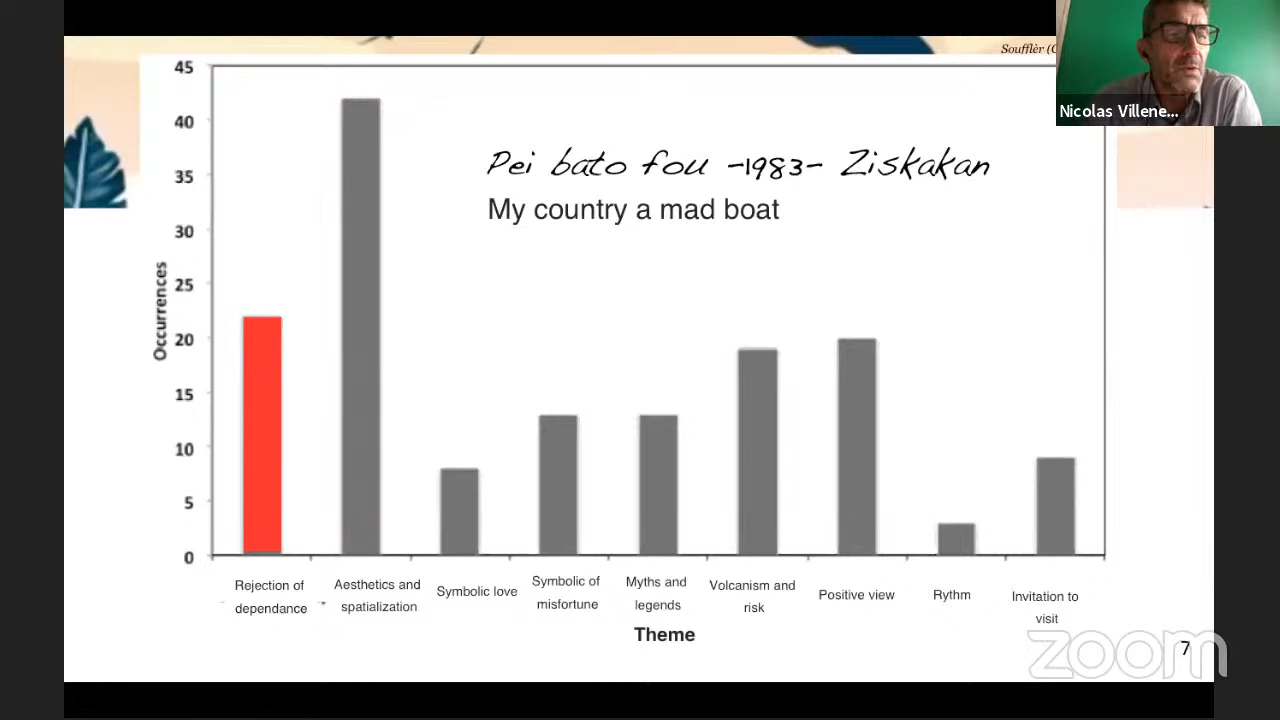 Souffler (
Nicolas Villene...
45
40
35
30
25
20
15
10
5
0
Occurrences
Pei bato fou -1983- Ziskakan
My country a mad boat
Rejection of
dependance
Aesthetics and
spatialization
Symbolic love
Symbolic of
misfortune
Myths and
legends
Volcanism and
risk
Positive view
Rythm
Invitation to
visit
Theme
zoom
7